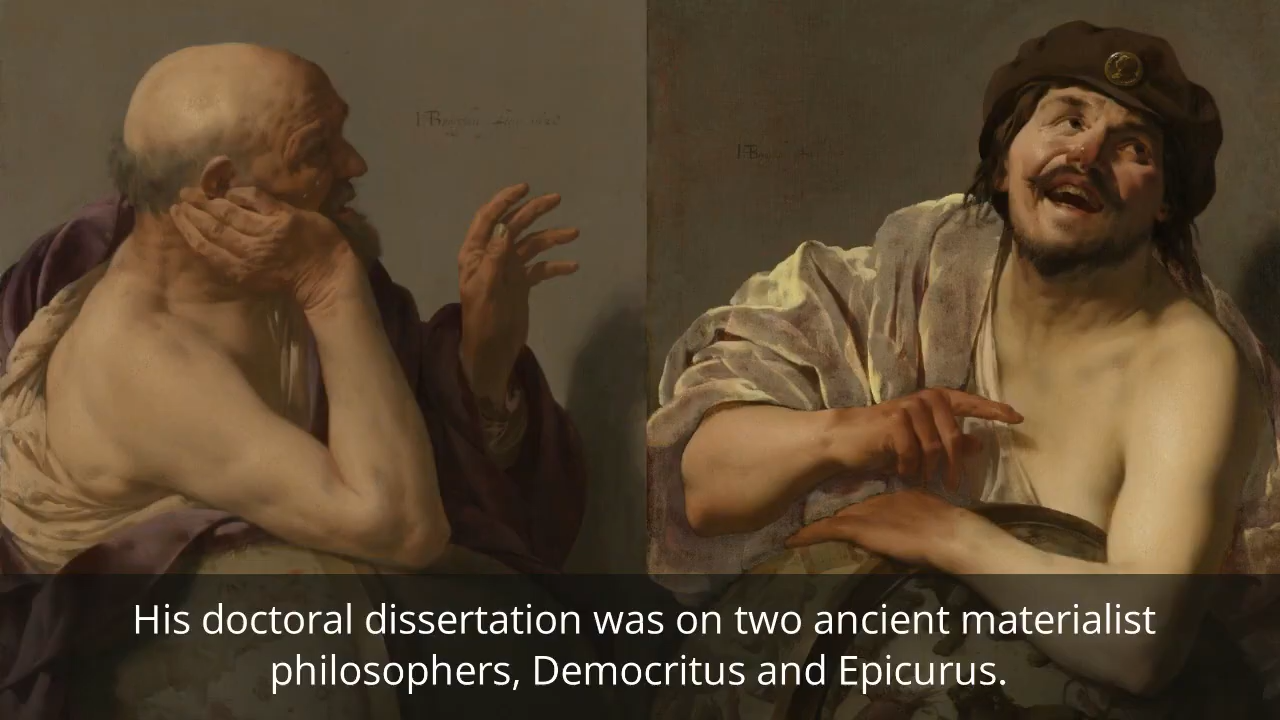 His doctoral dissertation was on two ancient materialist
philosophers, Democritus and Epicurus.